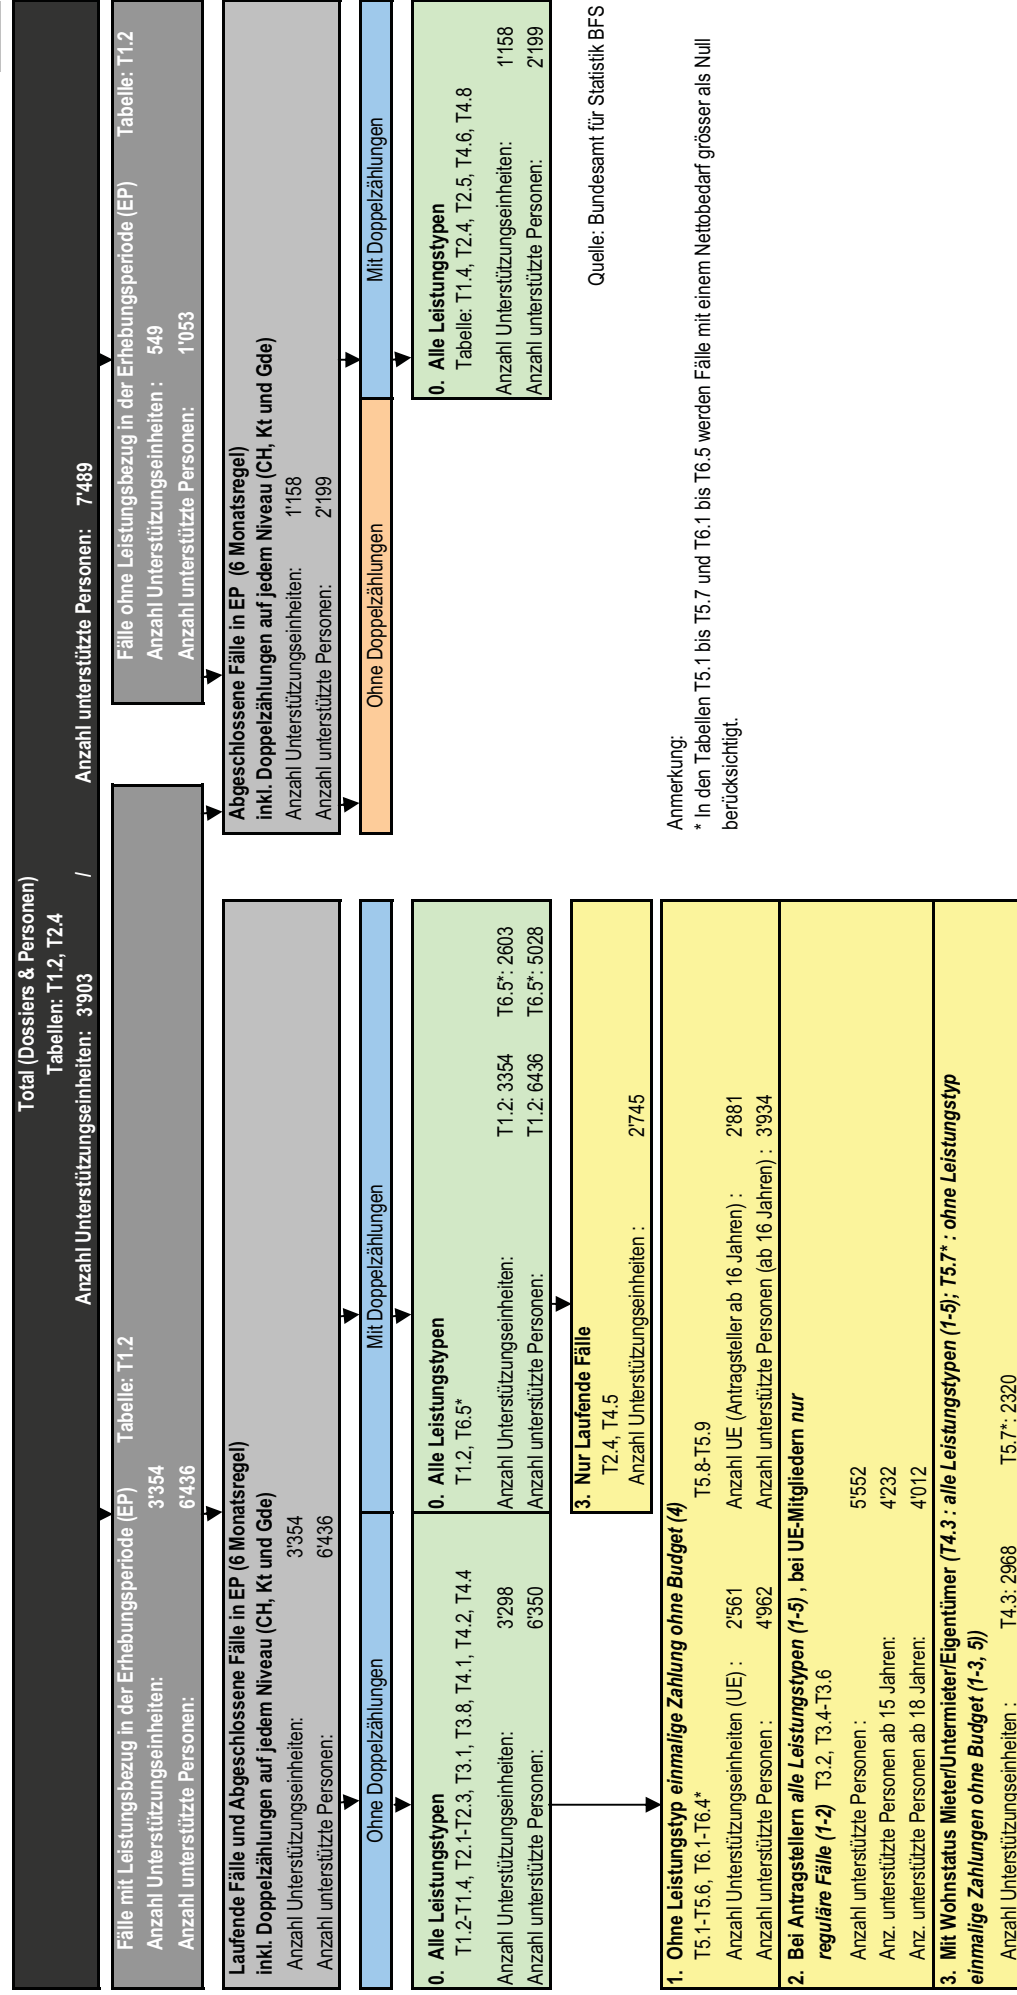 Total (Dossiers & Personen)
Tabellen: T1.2, T2.4
Anzahl Unterstützungseinheiten: 3'903 / Anzahl unterstützte Personen: 7'489
Fälle mit Leistungsbezug in der Erhebungsperiode (EP) Tabelle: T1.2
Anzahl Unterstützungseinheiten: 3'354
Anzahl unterstützte Personen: 6'436
Fälle ohne Leistungsbezug in der Erhebungsperiode (EP) Tabelle: T1.2
Anzahl Unterstützungseinheiten : 549
Anzahl unterstützte Personen: 1'053
Laufende Fälle und Abgeschlossene Fälle in EP (6 Monatsregel)
inkl. Doppelzählungen auf jedem Niveau (CH, Kt und Gde)
Anzahl Unterstützungseinheiten: 3'354
Anzahl unterstützte Personen: 6'436
Abgeschlossene Fälle in EP (6 Monatsregel)
inkl. Doppelzählungen auf jedem Niveau (CH, Kt und Gde)
Anzahl Unterstützungseinheiten: 1'158
Anzahl unterstützte Personen: 2'199
Ohne Doppelzählungen
Mit Doppelzählungen
Ohne Doppelzählungen
Mit Doppelzählungen
0. Alle Leistungstypen
T1.2-T1.4, T2.1-T2.3, T3.1, T3.8, T4.1, T4.2, T4.4
Anzahl Unterstützungseinheiten: 3'298
Anzahl unterstützte Personen: 6'350
0. Alle Leistungstypen
T1.2, T6.5*
Anzahl Unterstützungseinheiten: T1.2: 3354 T6.5*: 2603
Anzahl unterstützte Personen: T1.2: 6436 T6.5*: 5028
0. Alle Leistungstypen
Tabelle: T1.4, T2.4, T2.5, T4.6, T4.8
Anzahl Unterstützungseinheiten: 1'158
Anzahl unterstützte Personen: 2'199
3. Nur Laufende Fälle
T2.4, T4.5
Anzahl Unterstützungseinheiten : 2'745
Quelle: Bundesamt für Statistik BFS
1. Ohne Leistungstyp einmalige Zahlung ohne Budget (4)
T5.1-T5.6, T6.1-T6.4* T5.8-T5.9
Anzahl Unterstützungseinheiten (UE) : 2'561 Anzahl UE (Antragsteller ab 16 Jahren) : 2'881
Anzahl unterstützte Personen : 4'962 Anzahl unterstützte Personen (ab 16 Jahren) : 3'934
2. Bei Antragstellern alle Leistungstypen (1-5) , bei UE-Mitgliedern nur
reguläre Fälle (1-2) T3.2, T3.4-T3.6
Anzahl unterstützte Personen : 5'552
Anz. unterstützte Personen ab 15 Jahren: 4'232
Anz. unterstützte Personen ab 18 Jahren: 4'012
3. Mit Wohnstatus Mieter/Untermieter/Eigentümer (T4.3 : alle Leistungstypen (1-5); T5.7* : ohne Leistungstyp
einmalige Zahlungen ohne Budget (1-3, 5))
Anzahl Unterstützungseinheiten : T4.3: 2968 T5.7*: 2320
Anmerkung:
* In den Tabellen T5.1 bis T5.7 und T6.1 bis T6.5 werden Fälle mit einem Nettobedarf grösser als Null
berücksichtigt.